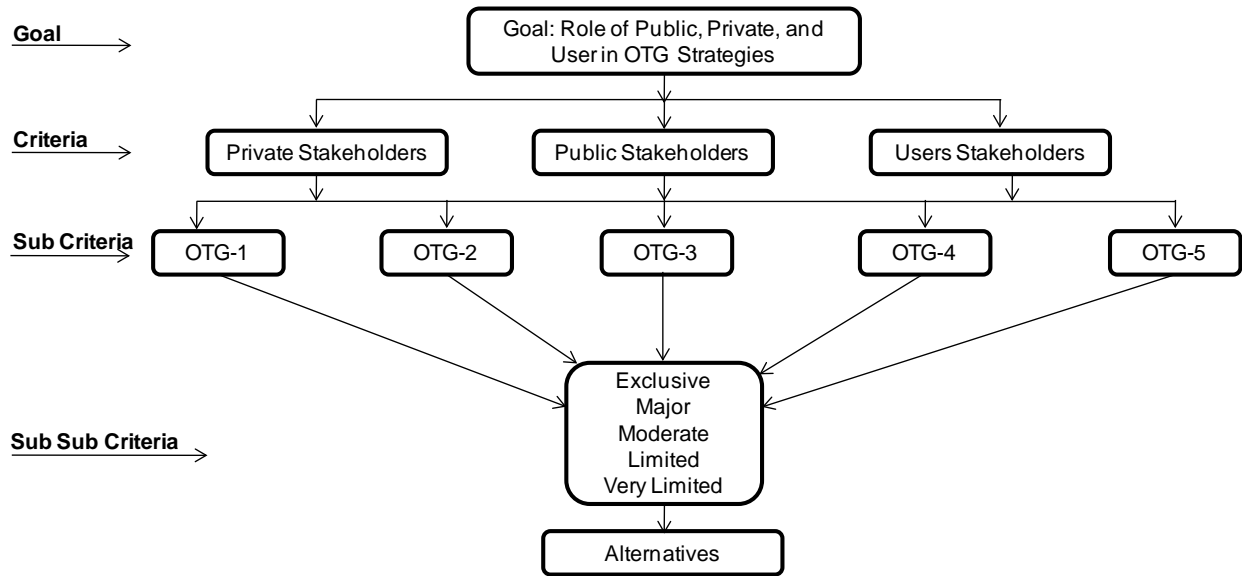 Goal
Goal: Role of Public, Private, and
User in OTG Strategies
Criteria
Private Stakeholders
Public Stakeholders
Users Stakeholders
Sub Criteria
OTG-1
OTG-2
OTG-3
OTG-4
OTG-5
Sub Sub Criteria
Exclusive
Major
Moderate
Limited
Very Limited
Alternatives